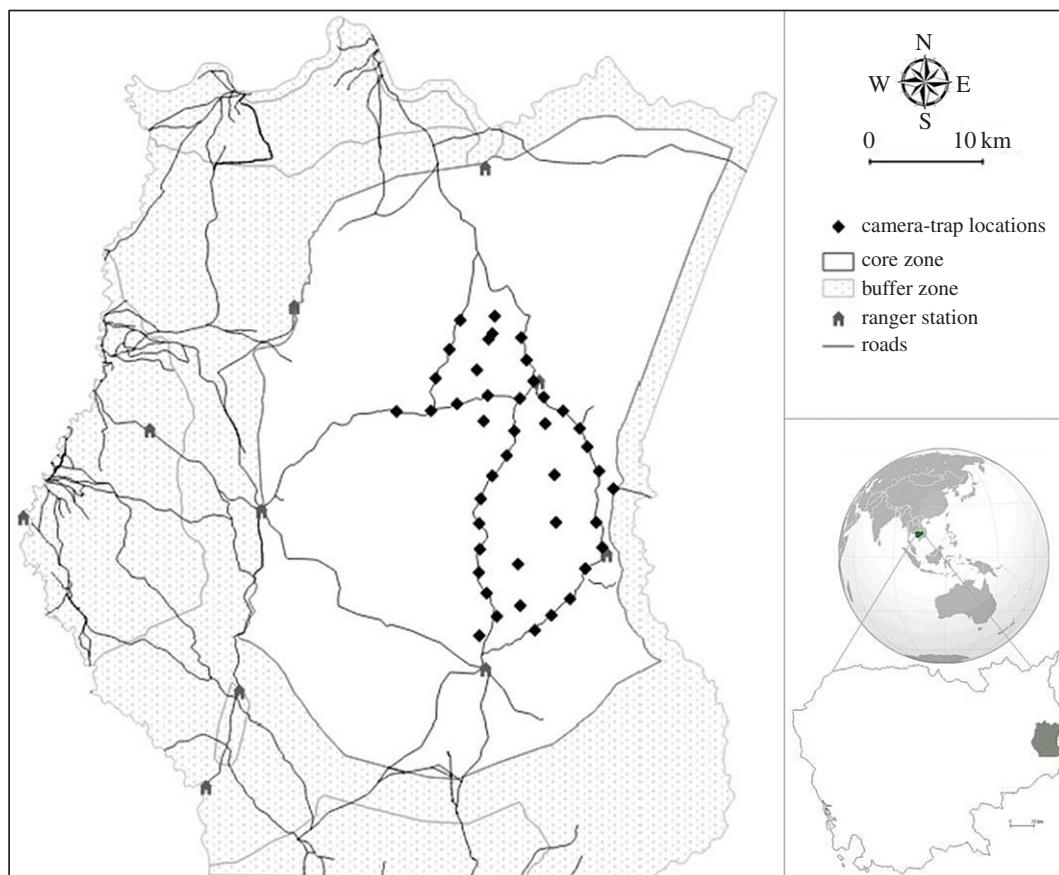 N
W E
S
0 10 km
camera-trap locations
core zone
buffer zone
ranger station
roads